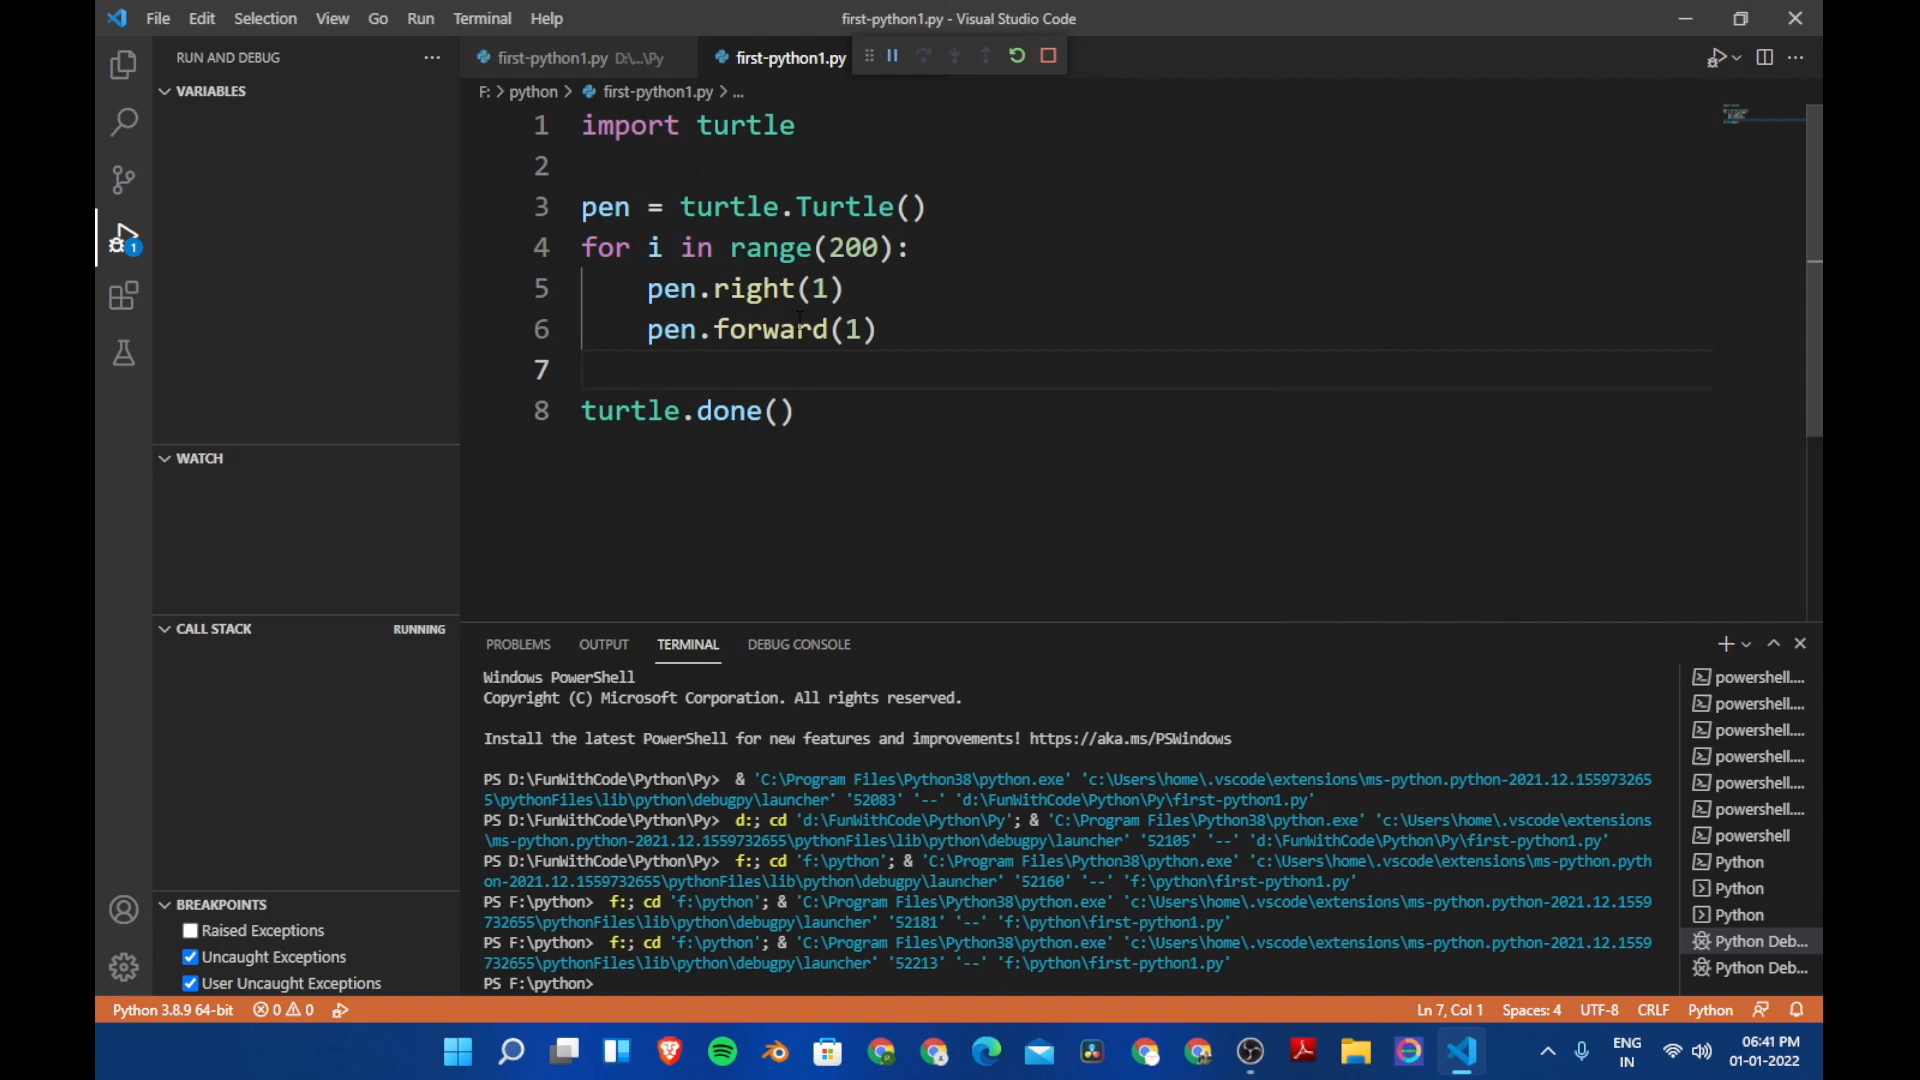 File Edit Selection View Go Run Terminal Help
first-python1.py - Visual Studio Code
RUN AND DEBUG ...
first-python1.py D:\...\Py
first-python1.py
VARIABLES
F: > python > first-python1.py > ...
1 import turtle
2
3 pen = turtle.Turtle()
4 for i in range(200):
5 pen.right(1)
6 pen.forward(1)
7
8 turtle.done()
1
WATCH
CALL STACK RUNNING
BREAKPOINTS
Raised Exceptions
Uncaught Exceptions
User Uncaught Exceptions
PROBLEMS OUTPUT TERMINAL DEBUG CONSOLE
Windows PowerShell
Copyright (C) Microsoft Corporation. All rights reserved.
Install the latest PowerShell for new features and improvements! https://aka.ms/PSWindows
PS D:\FunWithCode\Python\Py> & 'C:\Program Files\Python38\python.exe' 'c:\Users\home\.vscode\extensions\ms-python.python-2021.12.155973265
5\pythonFiles\lib\python\debugpy\launcher' '52083' '--' 'd:\FunWithCode\Python\Py\first-python1.py'
PS D:\FunWithCode\Python\Py> d:; cd 'd:\FunWithCode\Python\Py'; & 'C:\Program Files\Python38\python.exe' 'c:\Users\home\.vscode\extensions
\ms-python.python-2021.12.1559732655\pythonFiles\lib\python\debugpy\launcher' '52105' '--' 'd:\FunWithCode\Python\Py\first-python1.py'
PS D:\FunWithCode\Python\Py> f:; cd 'f:\python'; & 'C:\Program Files\Python38\python.exe' 'c:\Users\home\.vscode\extensions\ms-python.pyth
on-2021.12.1559732655\pythonFiles\lib\python\debugpy\launcher' '52160' '--' 'f:\python\first-python1.py'
PS F:\python> f:; cd 'f:\python'; & 'C:\Program Files\Python38\python.exe' 'c:\Users\home\.vscode\extensions\ms-python.python-2021.12.1559
732655\pythonFiles\lib\python\debugpy\launcher' '52181' '--' 'f:\python\first-python1.py'
PS F:\python> f:; cd 'f:\python'; & 'C:\Program Files\Python38\python.exe' 'c:\Users\home\.vscode\extensions\ms-python.python-2021.12.1559
732655\pythonFiles\lib\python\debugpy\launcher' '52213' '--' 'f:\python\first-python1.py'
PS F:\python>
powershell....
powershell....
powershell....
powershell....
powershell....
powershell....
powershell
Python
Python
Python
Python Deb...
Python Deb...
Python 3.8.9 64-bit 0 0
Ln 7, Col 1 Spaces: 4 UTF-8 CRLF Python
ENG
IN
06:41 PM
01-01-2022